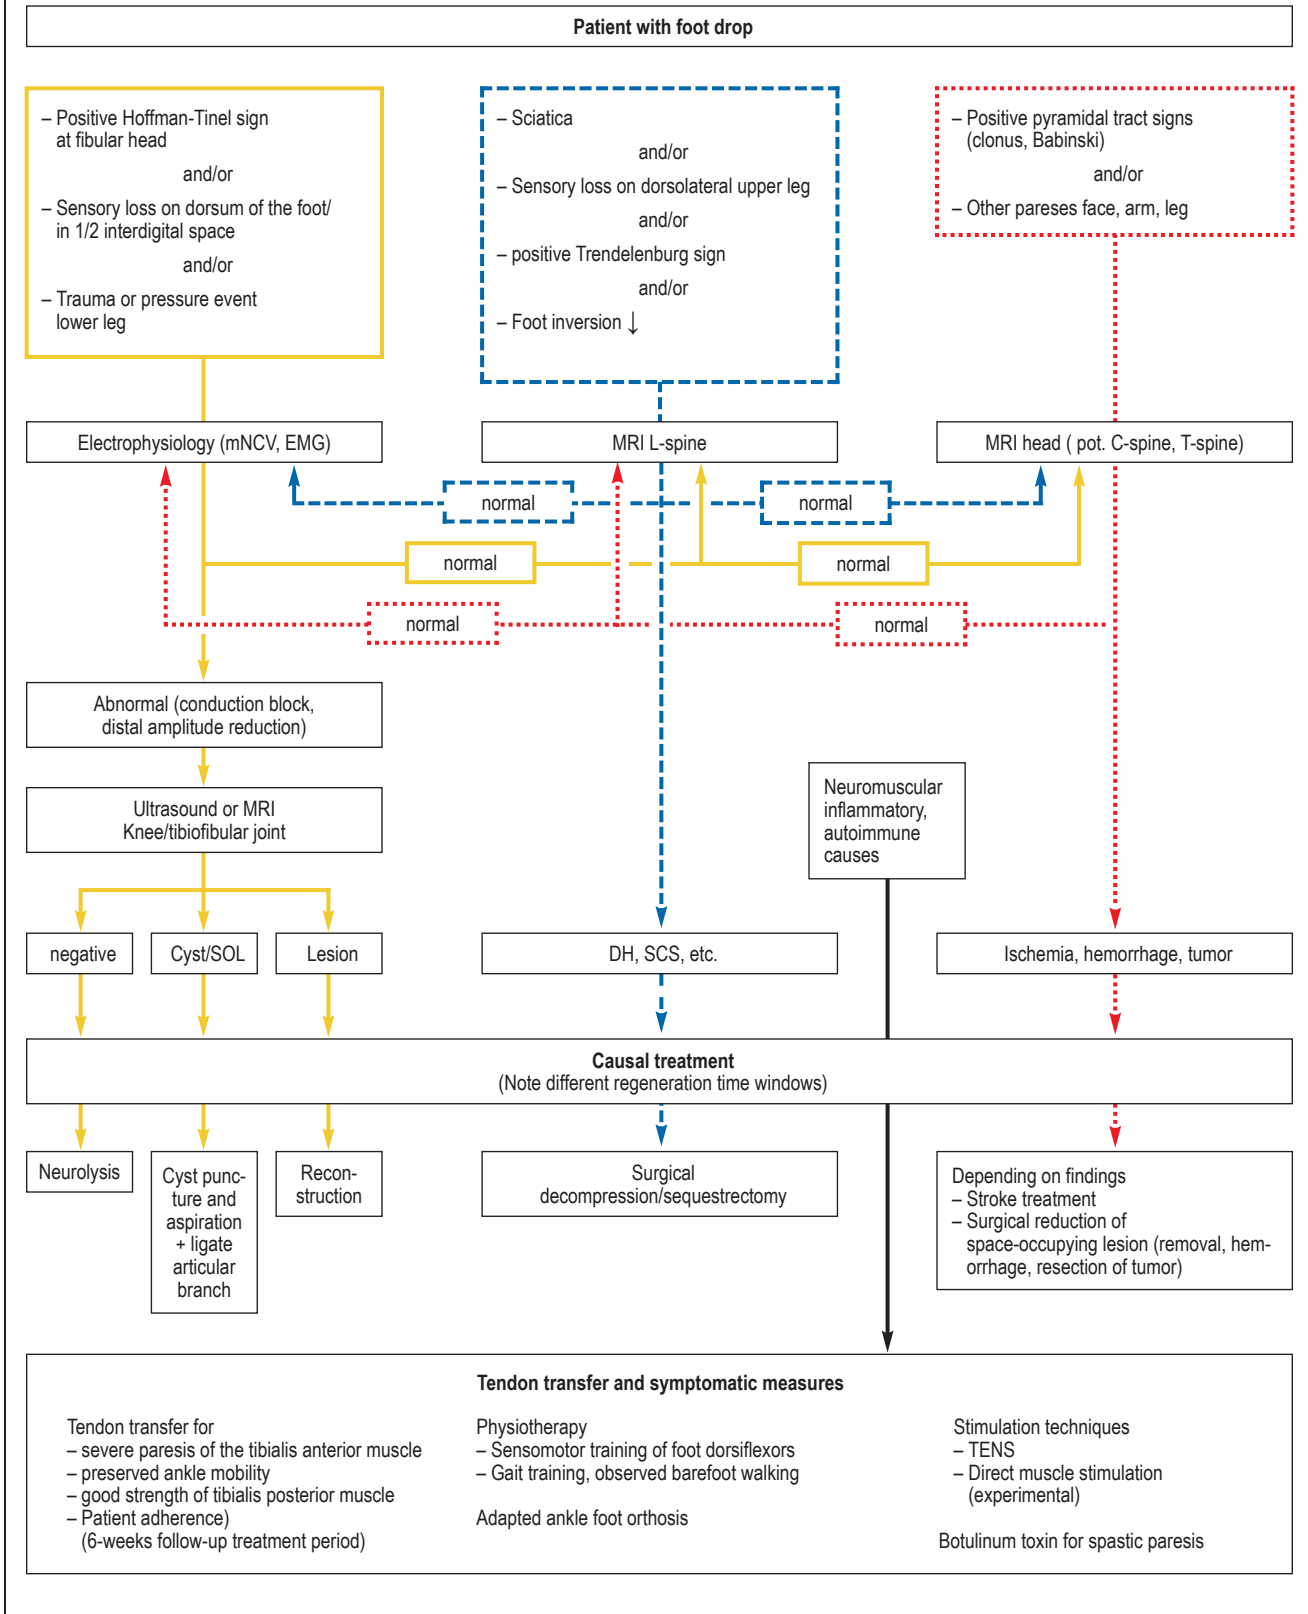 Patient with foot drop
– Positive Hoffman-Tinel sign
at fibular head
and/or
– Sensory loss on dorsum of the foot/
in 1/2 interdigital space
and/or
– Trauma or pressure event
lower leg
– Sciatica
and/or
– Sensory loss on dorsolateral upper leg
and/or
– positive Trendelenburg sign
and/or
– Foot inversion ↓
– Positive pyramidal tract signs
(clonus, Babinski)
and/or
– Other pareses face, arm, leg
Electrophysiology (mNCV, EMG)
MRI L-spine
MRI head ( pot. C-spine, T-spine)
normal
normal
normal
normal
normal
normal
Abnormal (conduction block,
distal amplitude reduction)
Ultrasound or MRI
Knee/tibiofibular joint
Neuromuscular
inflammatory,
autoimmune
causes
negative
Cyst/SOL
Lesion
DH, SCS, etc.
Ischemia, hemorrhage, tumor
Causal treatment
(Note different regeneration time windows)
Neurolysis
Cyst punc-
ture and
aspiration
+ ligate
articular
branch
Recon-
struction
Surgical
decompression/sequestrectomy
Depending on findings
– Stroke treatment
– Surgical reduction of
space-occupying lesion (removal, hem-
orrhage, resection of tumor)
Tendon transfer and symptomatic measures
Tendon transfer for
– severe paresis of the tibialis anterior muscle
– preserved ankle mobility
– good strength of tibialis posterior muscle
– Patient adherence)
(6-weeks follow-up treatment period)
Physiotherapy
– Sensomotor training of foot dorsiflexors
– Gait training, observed barefoot walking
Adapted ankle foot orthosis
Stimulation techniques
– TENS
– Direct muscle stimulation
(experimental)
Botulinum toxin for spastic paresis